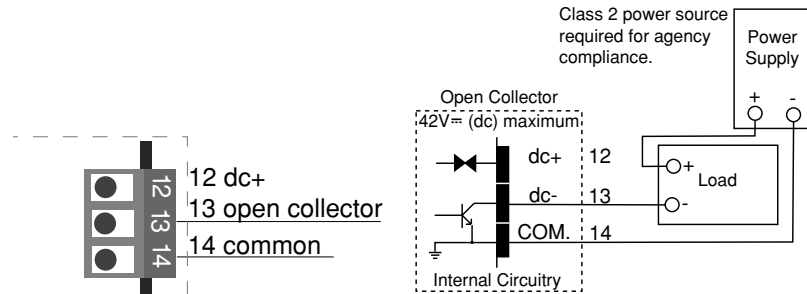 Class 2 power source
required for agency
compliance.
Power
Supply
+ -
Open Collector
42V⎓ (dc) maximum
12 12 dc+
13 13 open collector
14 14 common
dc+ 12
dc- 13
COM. 14
+
Load
-
Internal Circuitry